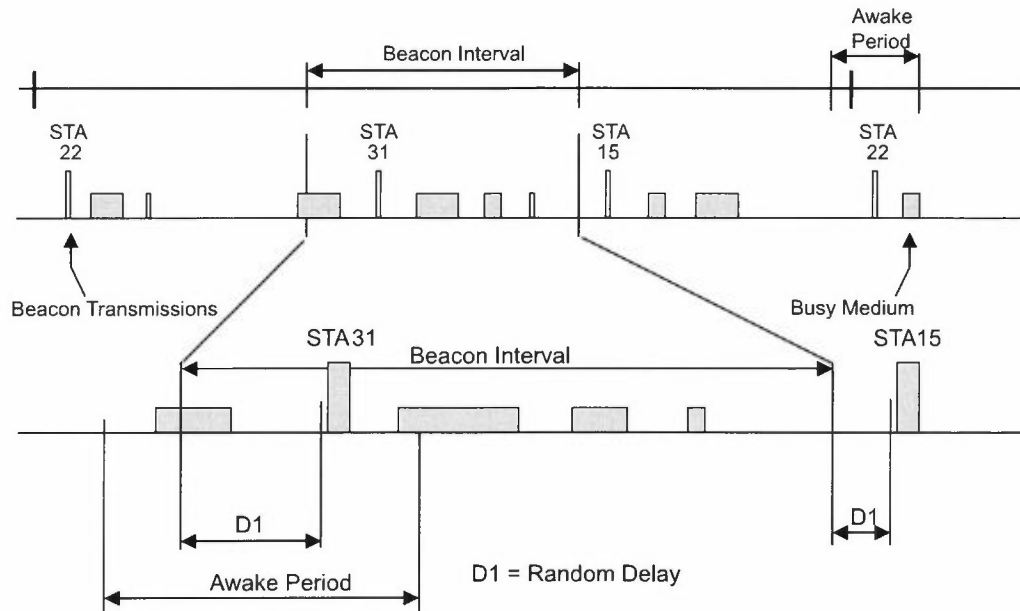 Awake
Period
Beacon Interval
STA
22
STA
31
STA
15
STA
22
Beacon Transmissions
Busy Medium
STA31
Beacon Interval
STA15
D1
D1
Awake Period
D1 = Random Delay